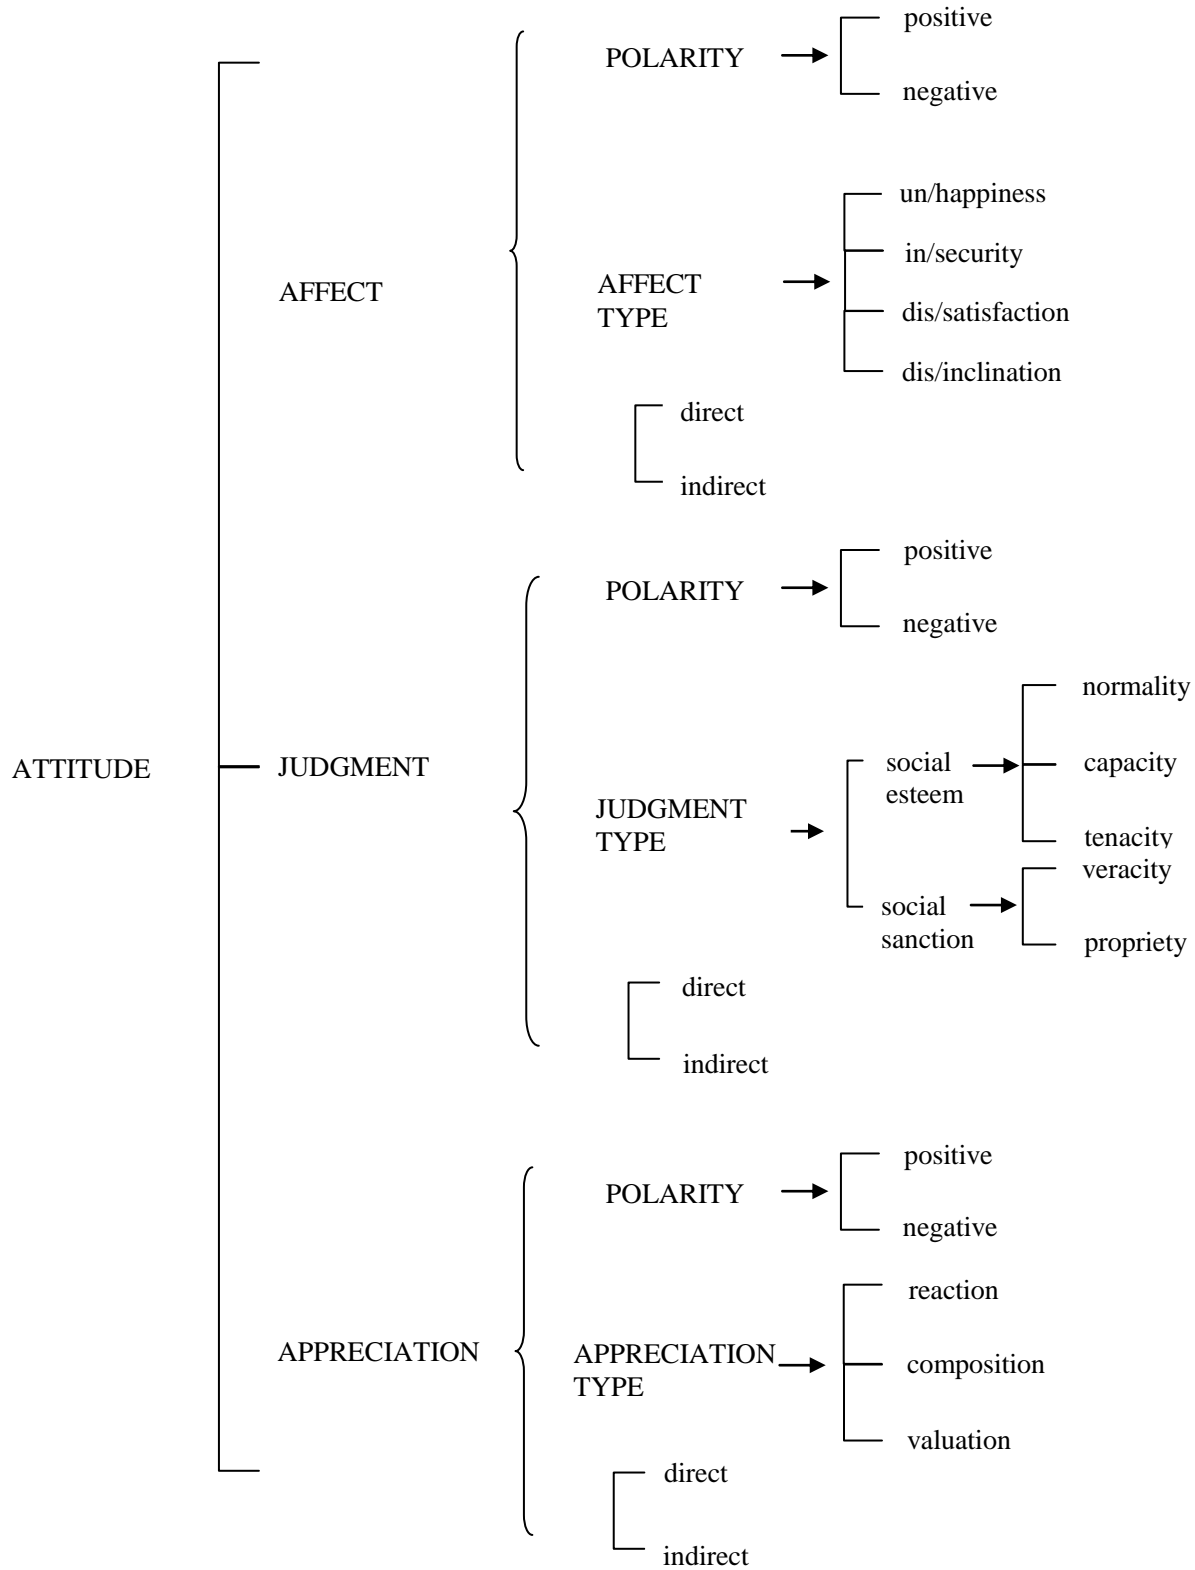 positive
POLARITY
negative
un/happiness
in/security
AFFECT
AFFECT
TYPE
dis/satisfaction
dis/inclination
direct
indirect
positive
POLARITY
negative
normality
ATTITUDE
JUDGMENT
social
esteem
capacity
JUDGMENT
TYPE
tenacity
veracity
social
sanction
propriety
direct
indirect
positive
POLARITY
negative
reaction
APPRECIATION
APPRECIATION
TYPE
composition
valuation
direct
indirect